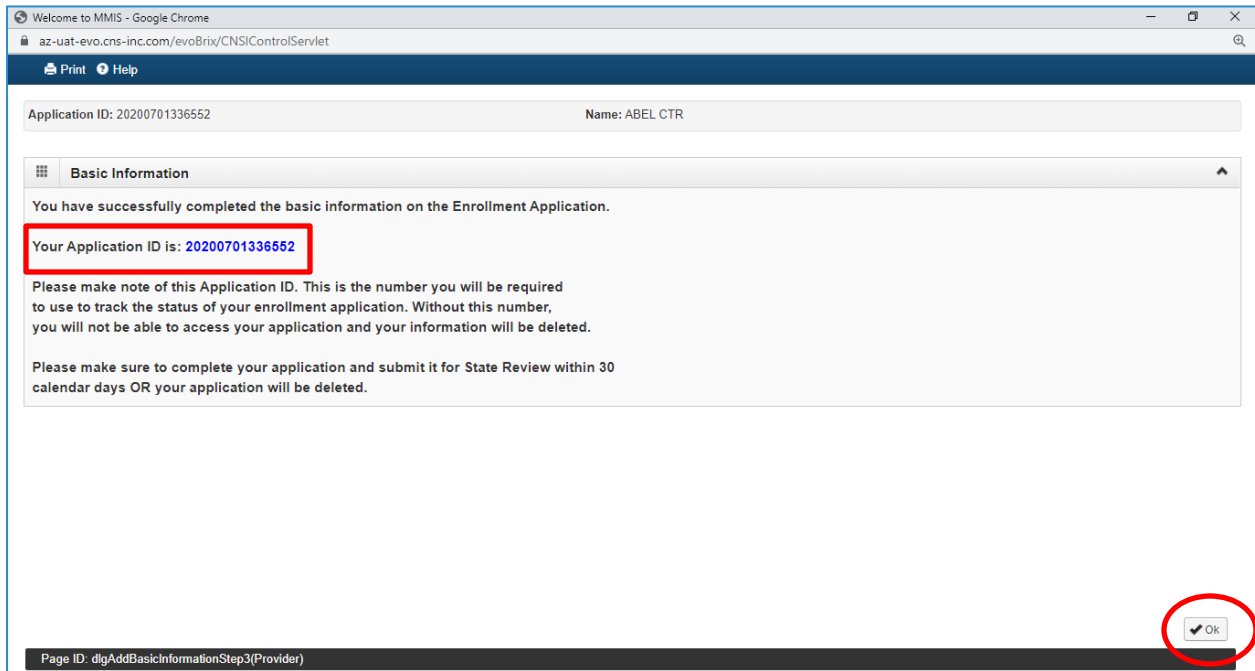 Welcome to MMIS - Google Chrome
az-uat-evo.cns-inc.com/evoBrix/CNSIControlServlet
Print Help
Application ID: 20200701336552 Name: ABEL CTR
Basic Information
You have successfully completed the basic information on the Enrollment Application.
Your Application ID is: 20200701336552
Please make note of this Application ID. This is the number you will be required
to use to track the status of your enrollment application. Without this number,
you will not be able to access your application and your information will be deleted.
Please make sure to complete your application and submit it for State Review within 30
calendar days OR your application will be deleted.
Ok
Page ID: dlgAddBasicInformationStep3(Provider)